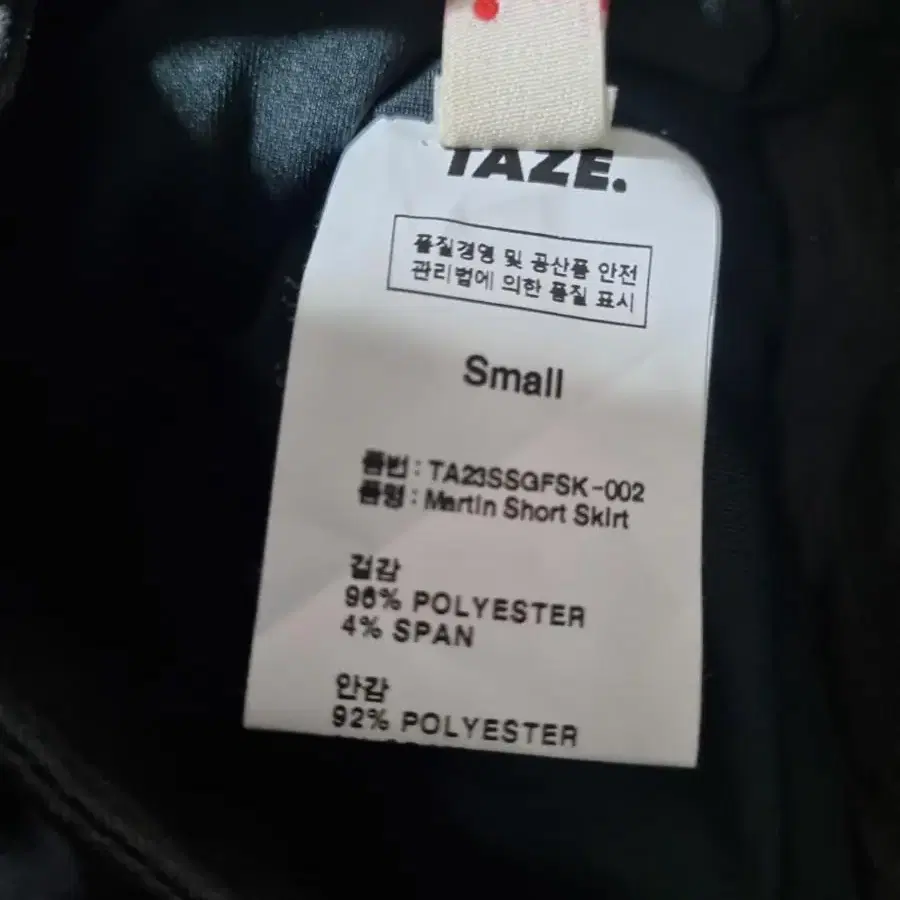 TAZE.
품질경영 및 공산품 안전
관리법에 의한 품질 표시
Small
품번 : TA23SSGFSK-002
품명 : Martin Short Skirt
겉감
96% POLYESTER
4% SPAN
안감
92% POLYESTER